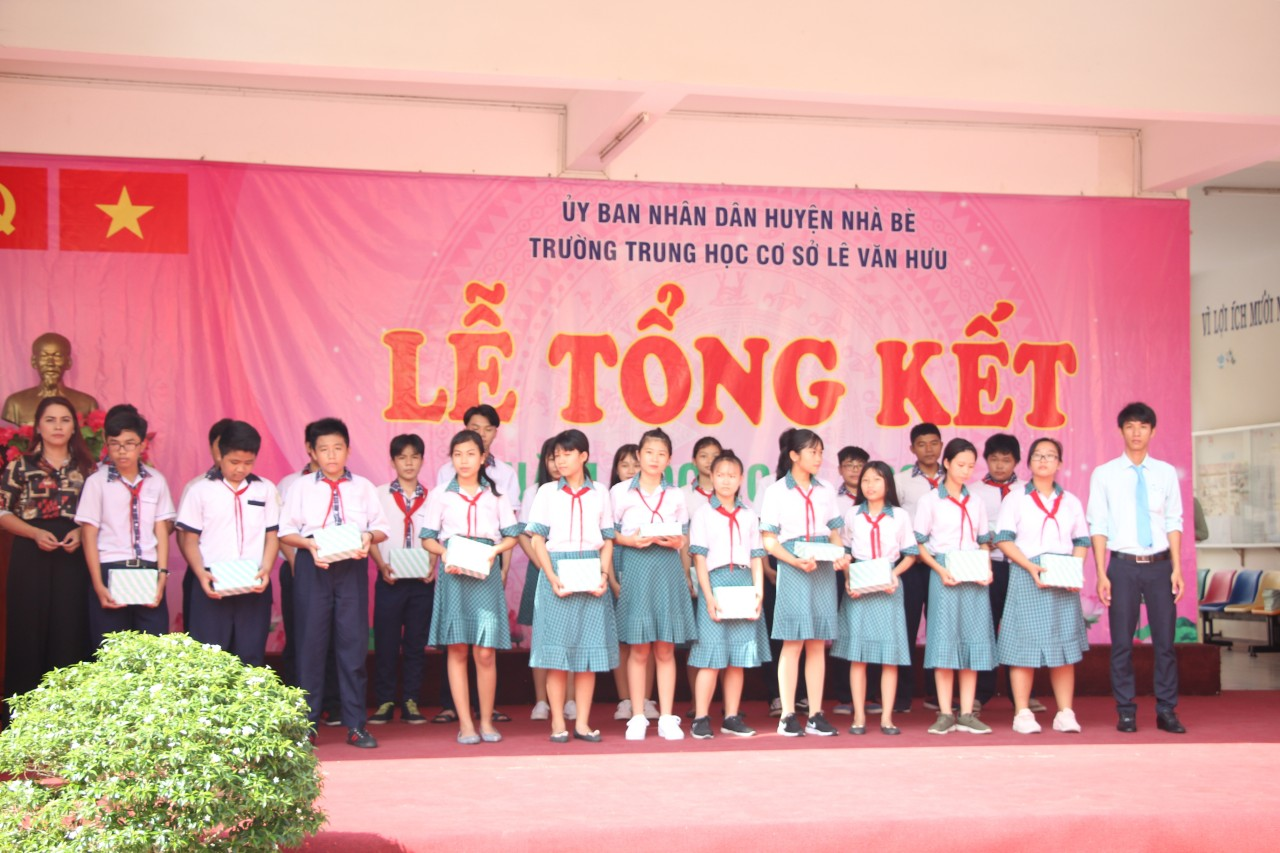 ỦY BAN NHÂN DÂN HUYỆN NHÀ BÈ
TRƯỜNG TRUNG HỌC CƠ SỞ LÊ VĂN HƯU
LỄ TỔNG KẾT
VÌ LỢI ÍCH MƯỜI